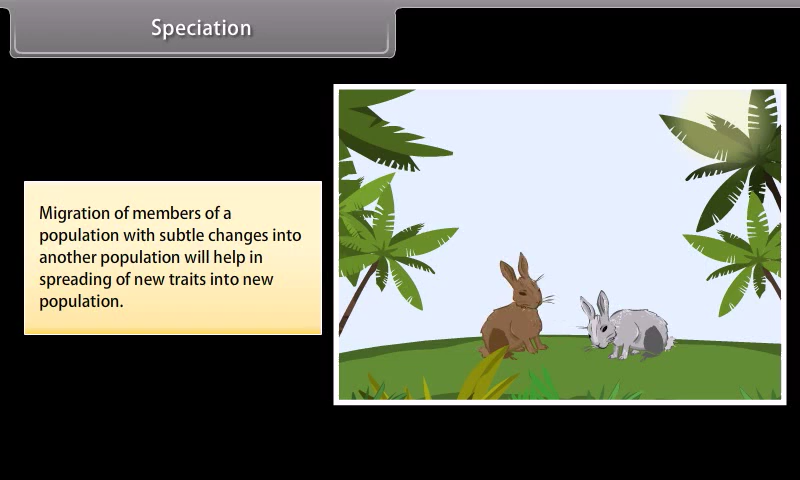 Speciation
Migration of members of a
population with subtle changes into
another population will help in
spreading of new traits into new
population.